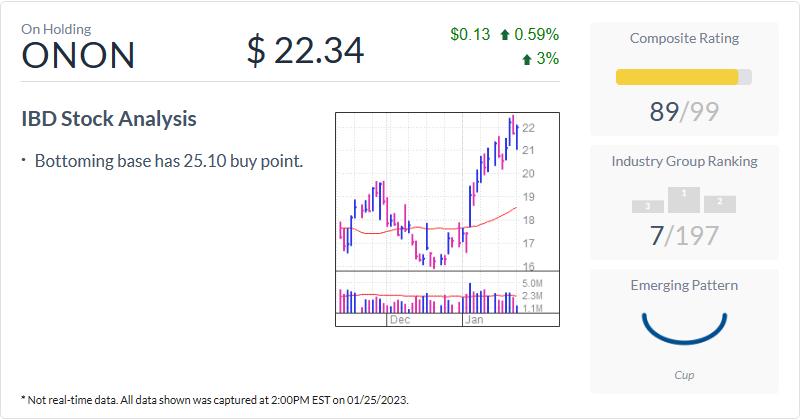 On Holding
ONON
$ 22.34
$0.13 0.59%
3%
IBD Stock Analysis
· Bottoming base has 25.10 buy point.
22
21
20
19
18
17
16
5.0M
2.3M
1.1M
Dec Jan
Composite Rating
89/99
Industry Group Ranking
3 1 2
7/197
Emerging Pattern
Cup
* Not real-time data. All data shown was captured at 2:00PM EST on 01/25/2023.